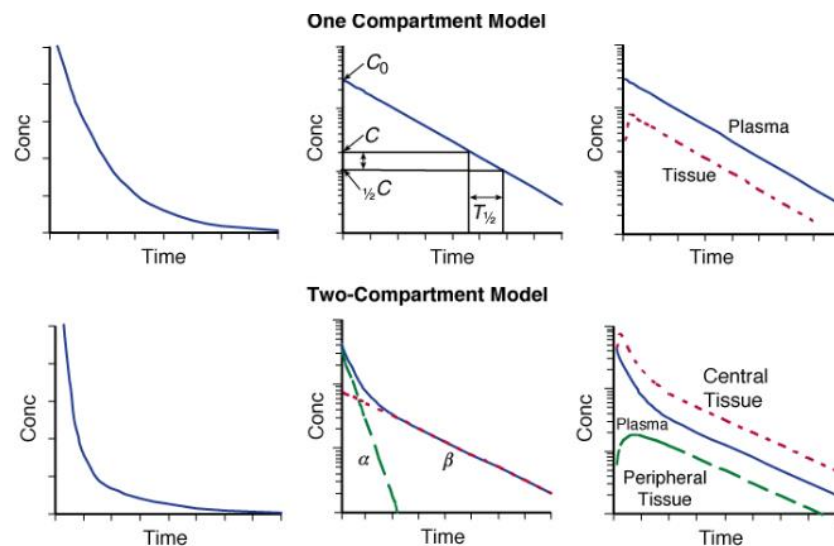 One Compartment Model
Conc
Time
C0
C
½C
T½
Conc
Time
Plasma
Tissue
Conc
Time
Two-Compartment Model
Conc
Time
α
β
Conc
Time
Central
Tissue
Plasma
Peripheral
Tissue
Conc
Time